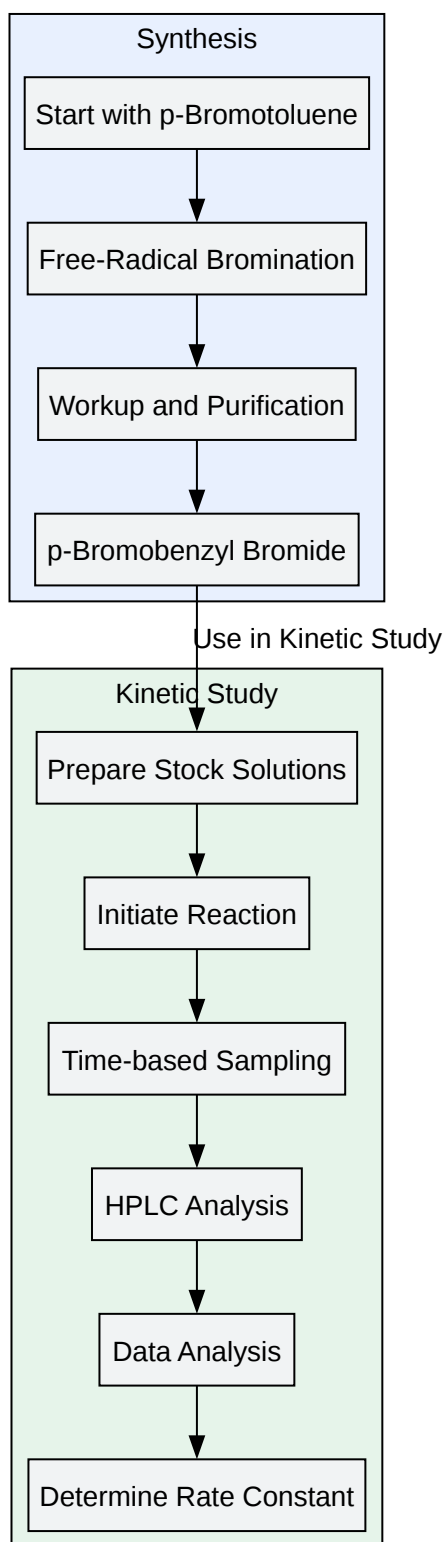 Synthesis
Start with p-Bromotoluene
Free-Radical Bromination
Workup and Purification
p-Bromobenzyl Bromide
Use in Kinetic Study
Kinetic Study
Prepare Stock Solutions
Initiate Reaction
Time-based Sampling
HPLC Analysis
Data Analysis
Determine Rate Constant